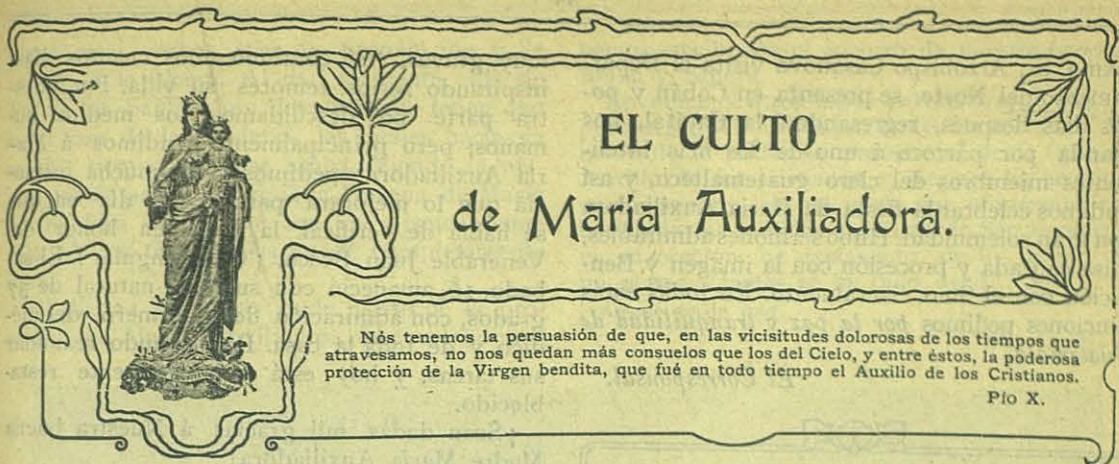 EL CULTO
de María Auxiliadora.
Nós tenemos la persuasión de que, en las vicisitudes dolorosas de los tiempos que
atravesamos, no nos quedan más consuelos que los del Cielo, y entre éstos, la poderosa
protección de la Virgen bendita, que fué en todo tiempo el Auxilio de los Cristianos.
Pío X.